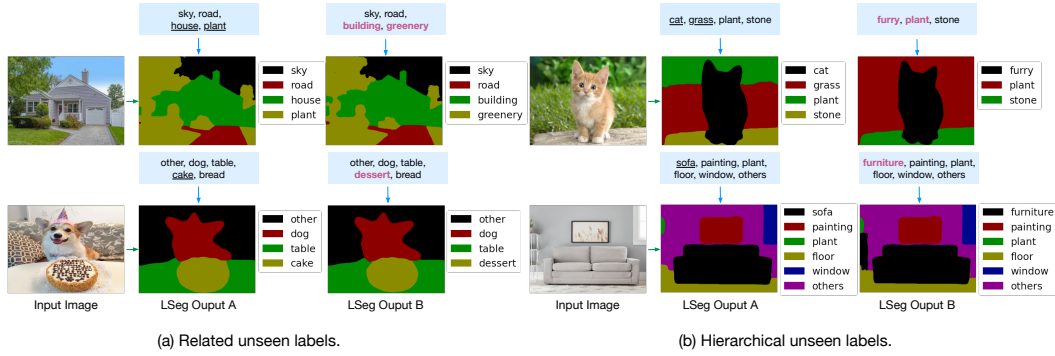 sky, road,
house, plant
sky, road,
building, greenery
sky
road
house
plant
sky
road
building
greenery
other, dog, table,
cake, bread
other, dog, table,
dessert, bread
other
dog
table
cake
other
dog
table
dessert
Input Image
LSeg Ouput A
LSeg Ouput B
(a) Related unseen labels.
cat, grass, plant, stone
furry, plant, stone
cat
grass
plant
stone
furry
plant
stone
sofa, painting, plant,
floor, window, others
furniture, painting, plant,
floor, window, others
sofa
painting
plant
floor
window
others
furniture
painting
plant
floor
window
others
Input Image
LSeg Ouput A
LSeg Ouput B
(b) Hierarchical unseen labels.